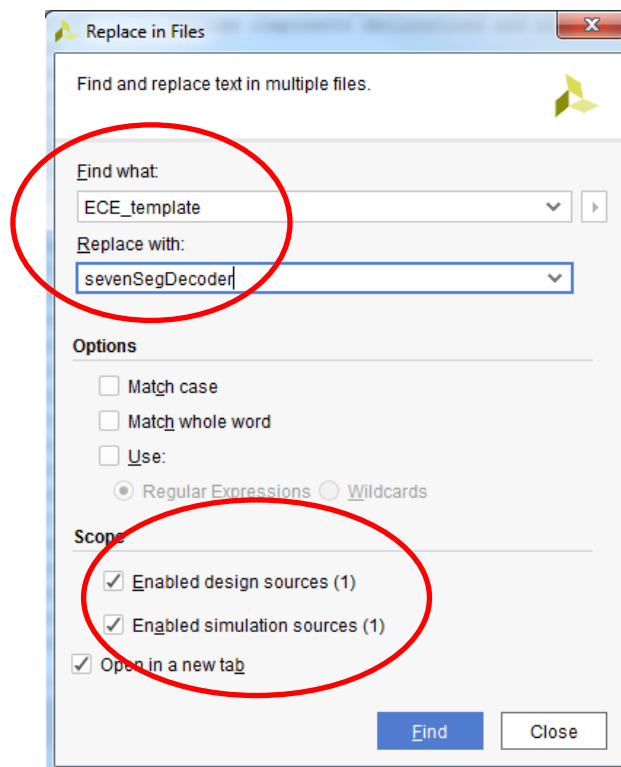 Replace in Files
Find and replace text in multiple files.
Find what:
ECE_template
Replace with:
sevenSegDecoder
Options
Match case
Match whole word
Use:
Regular Expressions Wildcards
Scope
Enabled design sources (1)
Enabled simulation sources (1)
Open in a new tab
Find Close